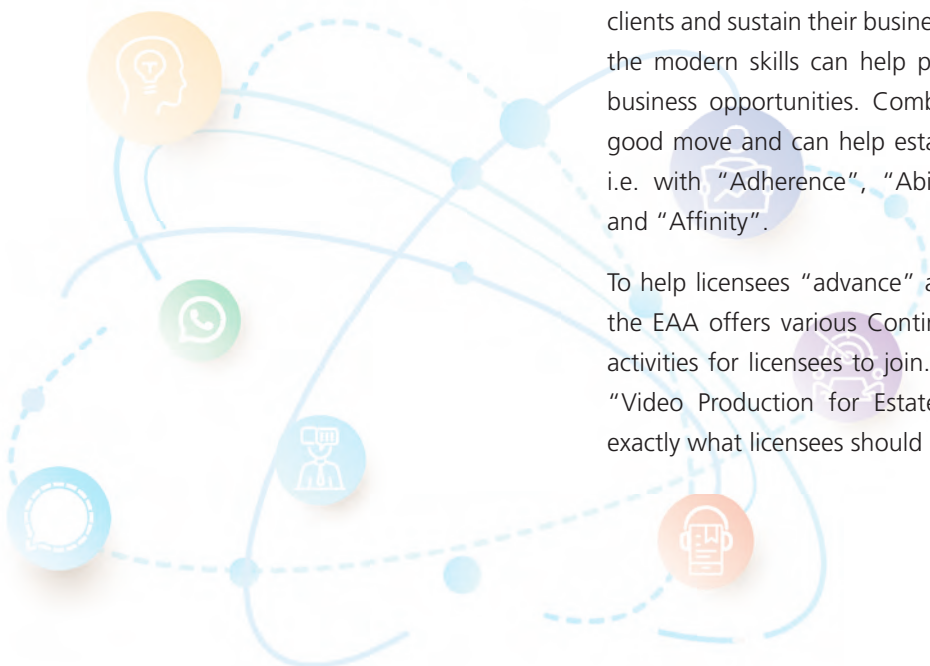 clients and sustain their busine
the modern skills can help p
business opportunities. Comb
good move and can help esta
i.e. with “Adherence”, “Abi
and “Affinity”.
To help licensees “advance” a
the EAA offers various Contin
activities for licensees to join.
“Video Production for Estate
exactly what licensees should